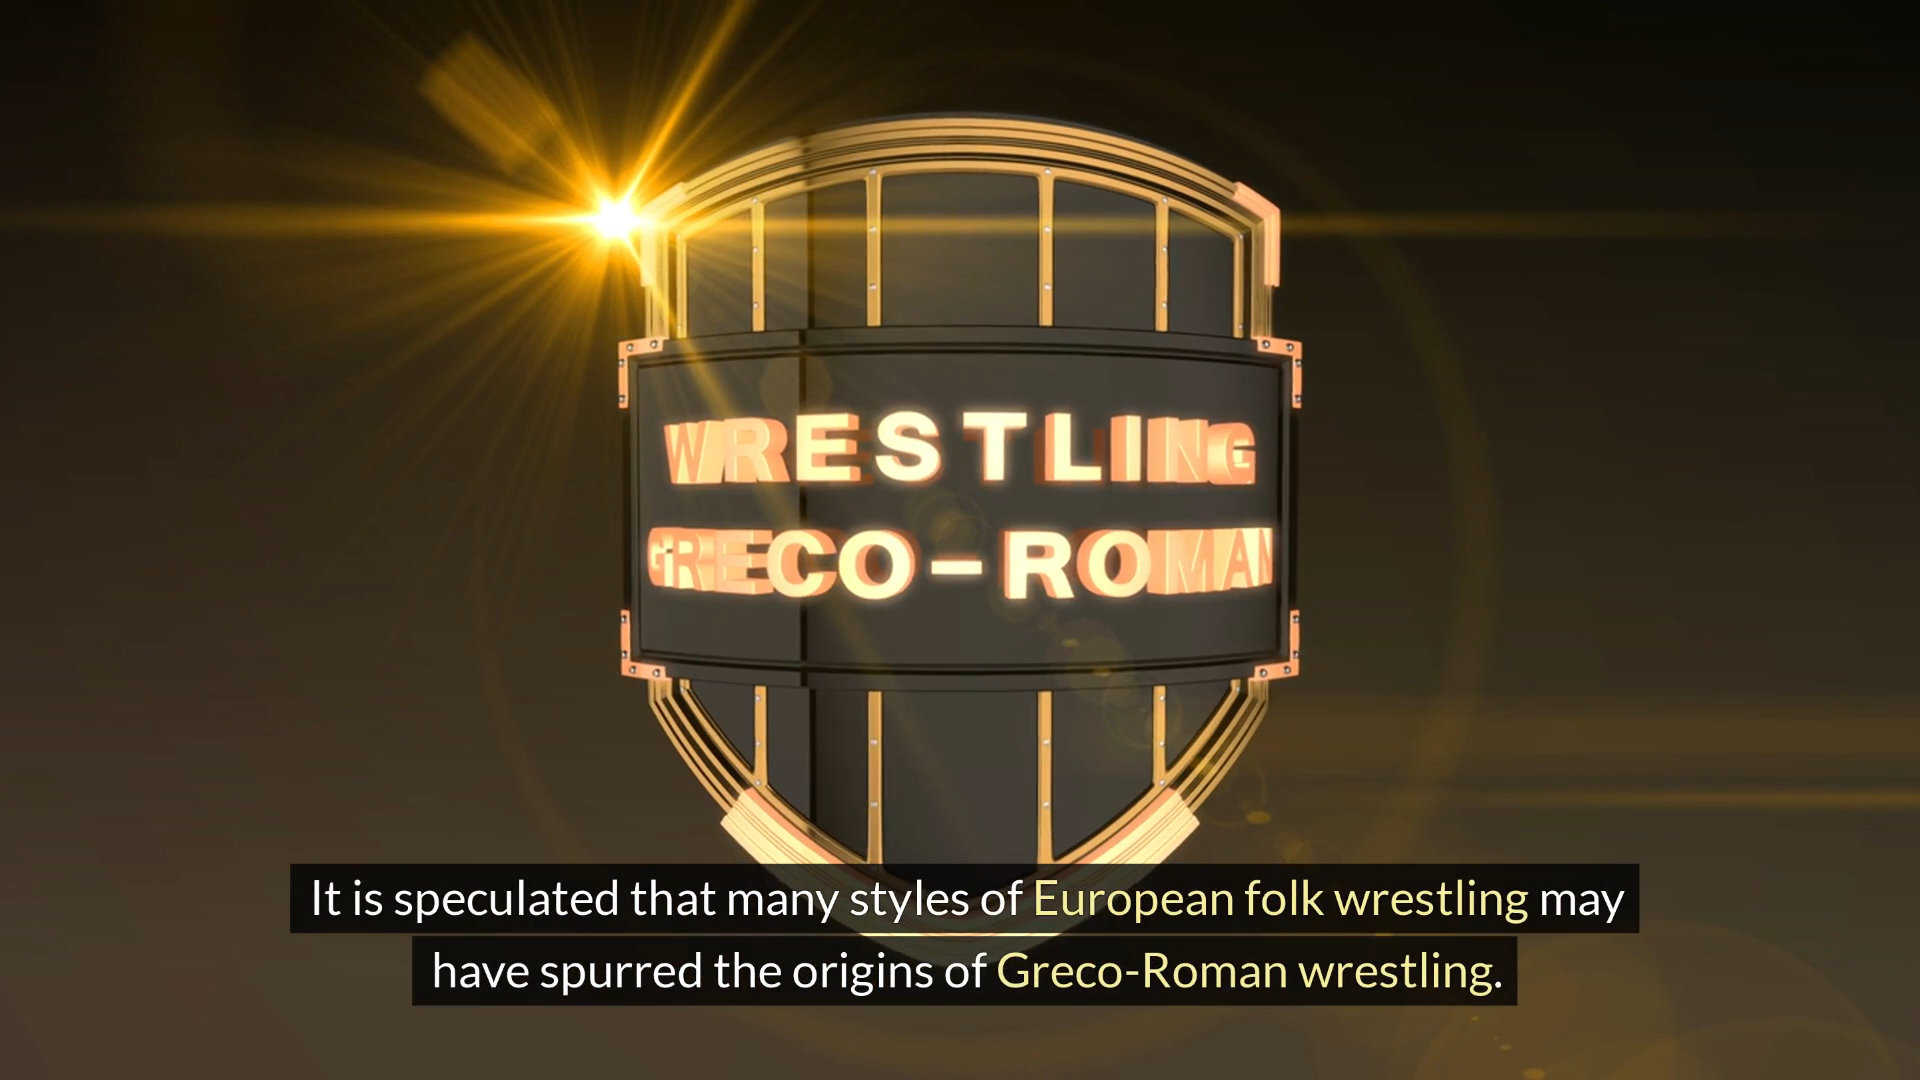 WRESTLING
GRECO-ROMAN
It is speculated that many styles of European folk wrestling may
have spurred the origins of Greco-Roman wrestling.